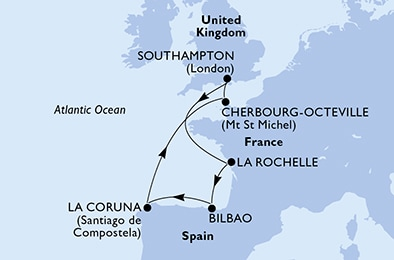 United
Kingdom
SOUTHAMPTON
(London)
Atlantic Ocean
CHERBOURG-OCTEVILLE
(Mt St Michel)
France
LA ROCHELLE
LA CORUNA
(Santiago de
Compostela)
BILBAO
Spain